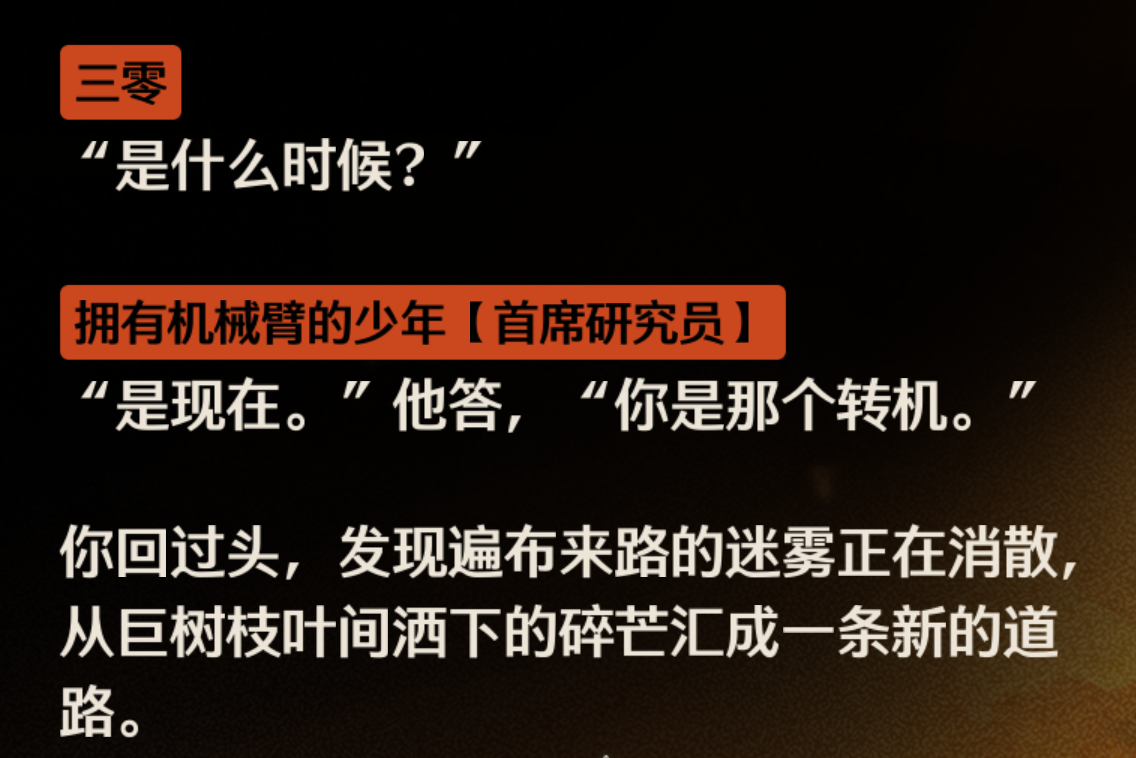 三零
“是什么时候？”
拥有机械臂的少年【首席研究员】
“是现在。”他答，“你是那个转机。”
你回过头，发现遍布来路的迷雾正在消散，
从巨树枝叶间洒下的碎芒汇成一条新的道
路。